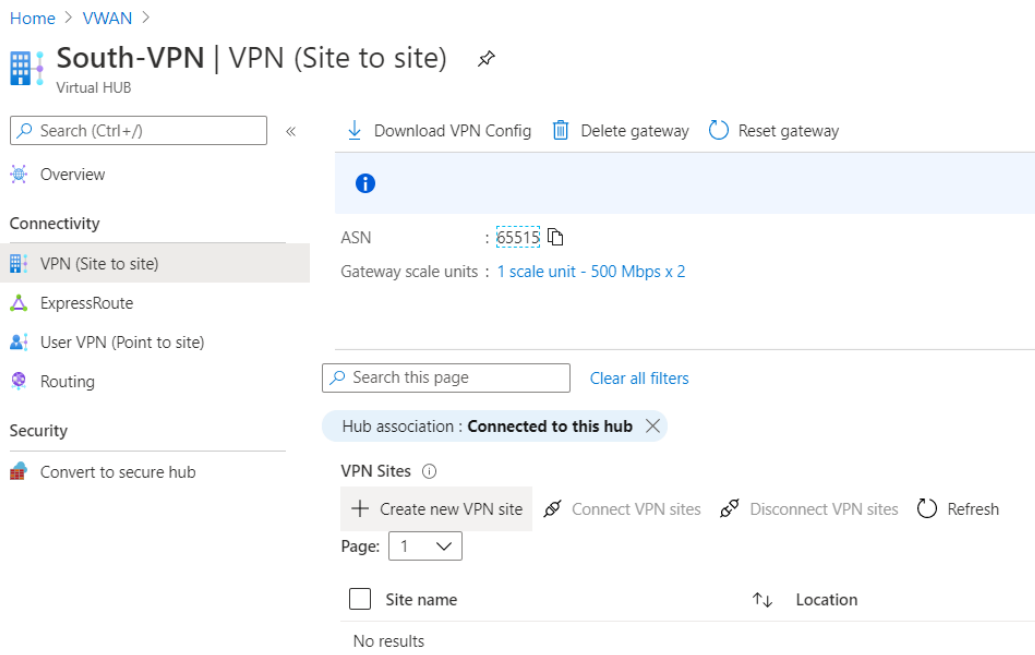 Home > VWAN >
South-VPN | VPN (Site to site)
Virtual HUB
Search (Ctrl+/)
«
Overview
Connectivity
VPN (Site to site)
ExpressRoute
User VPN (Point to site)
Routing
Security
Convert to secure hub
Download VPN Config Delete gateway Reset gateway
ASN : 65515
Gateway scale units : 1 scale unit - 500 Mbps x 2
Search this page Clear all filters
Hub association : Connected to this hub
VPN Sites
Create new VPN site Connect VPN sites Disconnect VPN sites Refresh
Page: 1
Site name Location
No results